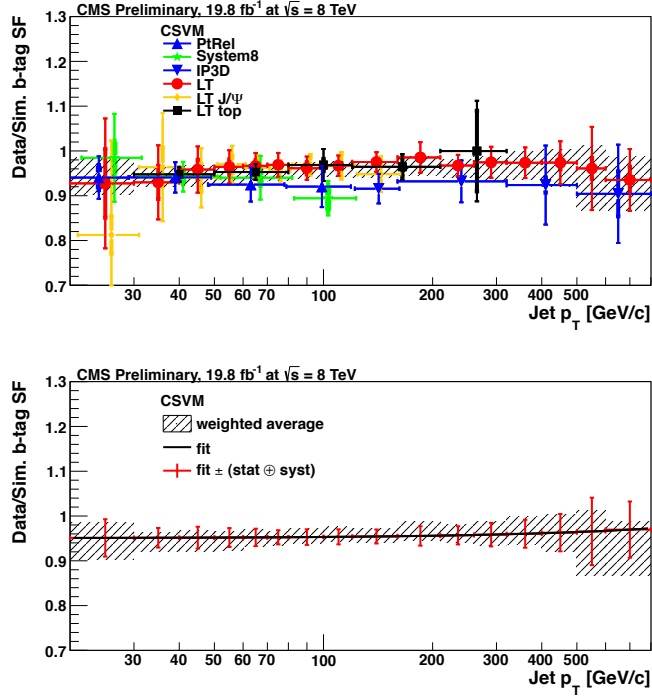 CMS Preliminary, 19.8 fb⁻¹ at √s = 8 TeV
Data/Sim. b-tag SF
1.3
1.2
1.1
1
0.9
0.8
0.7
CSVM
PtRel
System8
IP3D
LT
LT J/Ψ
LT top
30 40 50 60 70 100 200 300 400 500
Jet p_T [GeV/c]
CMS Preliminary, 19.8 fb⁻¹ at √s = 8 TeV
Data/Sim. b-tag SF
1.3
1.2
1.1
1
0.9
0.8
0.7
CSVM
weighted average
fit
fit ± (stat ⊕ syst)
30 40 50 60 70 100 200 300 400 500
Jet p_T [GeV/c]